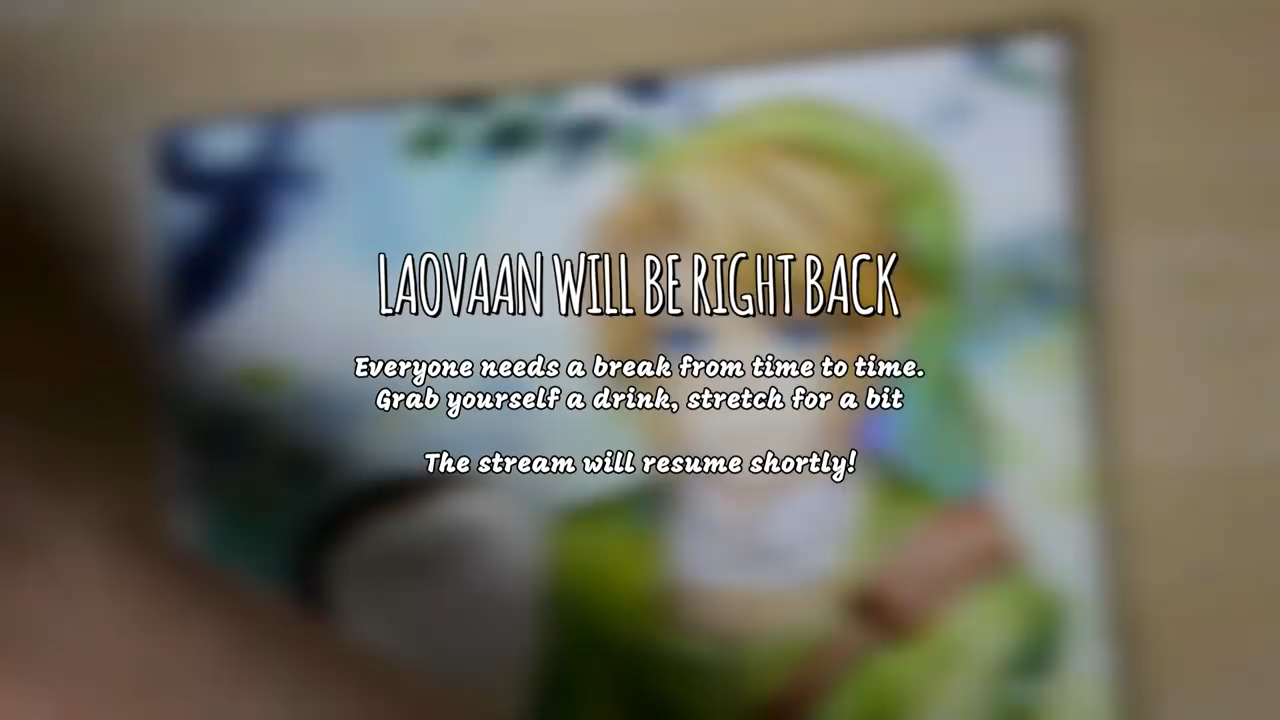 LAOVAAN WILL BE RIGHT BACK
Everyone needs a break from time to time.
Grab yourself a drink, stretch for a bit
The stream will resume shortly!